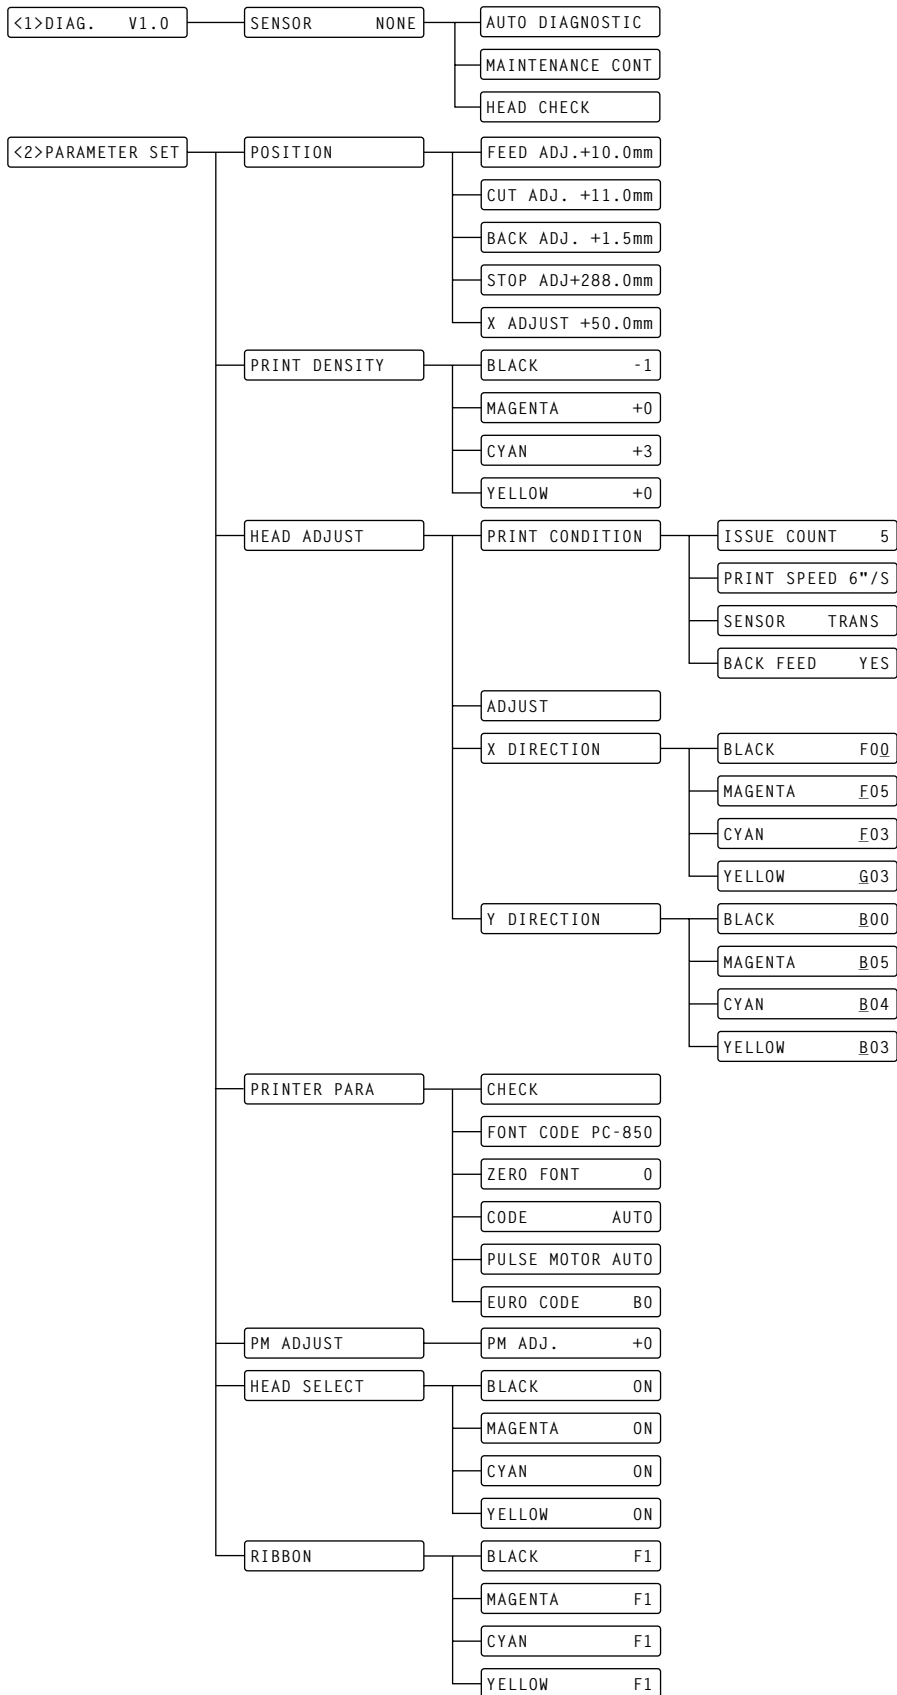 <1>DIAG. V1.0 SENSOR NONE AUTO DIAGNOSTIC
MAINTENANCE CONT
HEAD CHECK
<2>PARAMETER SET POSITION FEED ADJ.+10.0mm
CUT ADJ. +11.0mm
BACK ADJ. +1.5mm
STOP ADJ+288.0mm
X ADJUST +50.0mm
PRINT DENSITY BLACK -1
MAGENTA +0
CYAN +3
YELLOW +0
HEAD ADJUST PRINT CONDITION ISSUE COUNT 5
PRINT SPEED 6"/S
SENSOR TRANS
BACK FEED YES
ADJUST
X DIRECTION BLACK F00
MAGENTA F05
CYAN F03
YELLOW G03
Y DIRECTION BLACK B00
MAGENTA B05
CYAN B04
YELLOW B03
PRINTER PARA CHECK
FONT CODE PC-850
ZERO FONT 0
CODE AUTO
PULSE MOTOR AUTO
EURO CODE B0
PM ADJUST PM ADJ. +0
HEAD SELECT BLACK ON
MAGENTA ON
CYAN ON
YELLOW ON
RIBBON BLACK F1
MAGENTA F1
CYAN F1
YELLOW F1